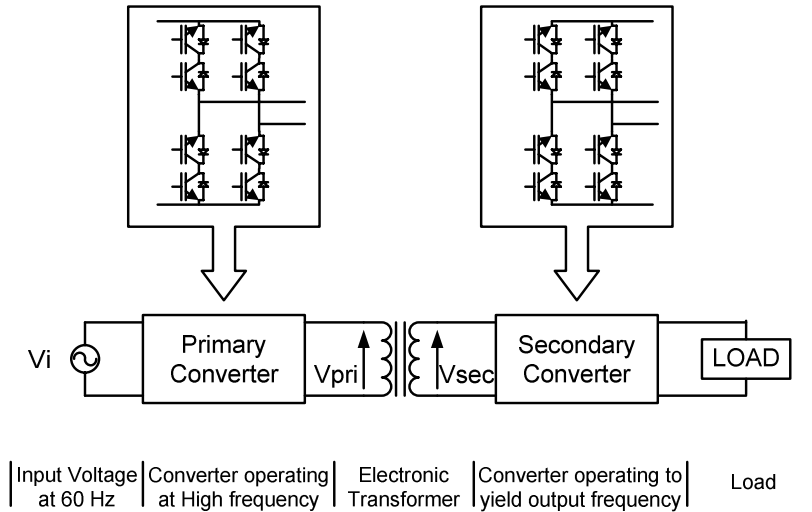 Vi
Primary
Converter
Vpri
Vsec
Secondary
Converter
LOAD
Input Voltage
at 60 Hz
Converter operating
at High frequency
Electronic
Transformer
Converter operating to
yield output frequency
Load